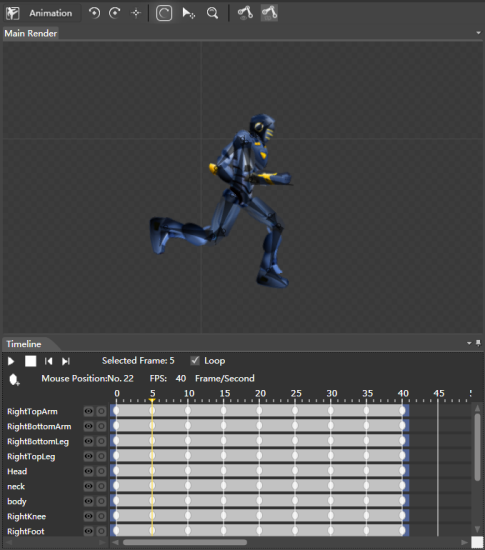 Animation
Main Render
Timeline
Selected Frame: 5 Loop
Mouse Position:No. 22 FPS: 40 Frame/Second
0 5 10 15 20 25 30 35 40 45
RightTopArm
RightBottomArm
RightBottomLeg
RightTopLeg
Head
neck
body
RightKnee
RightFoot